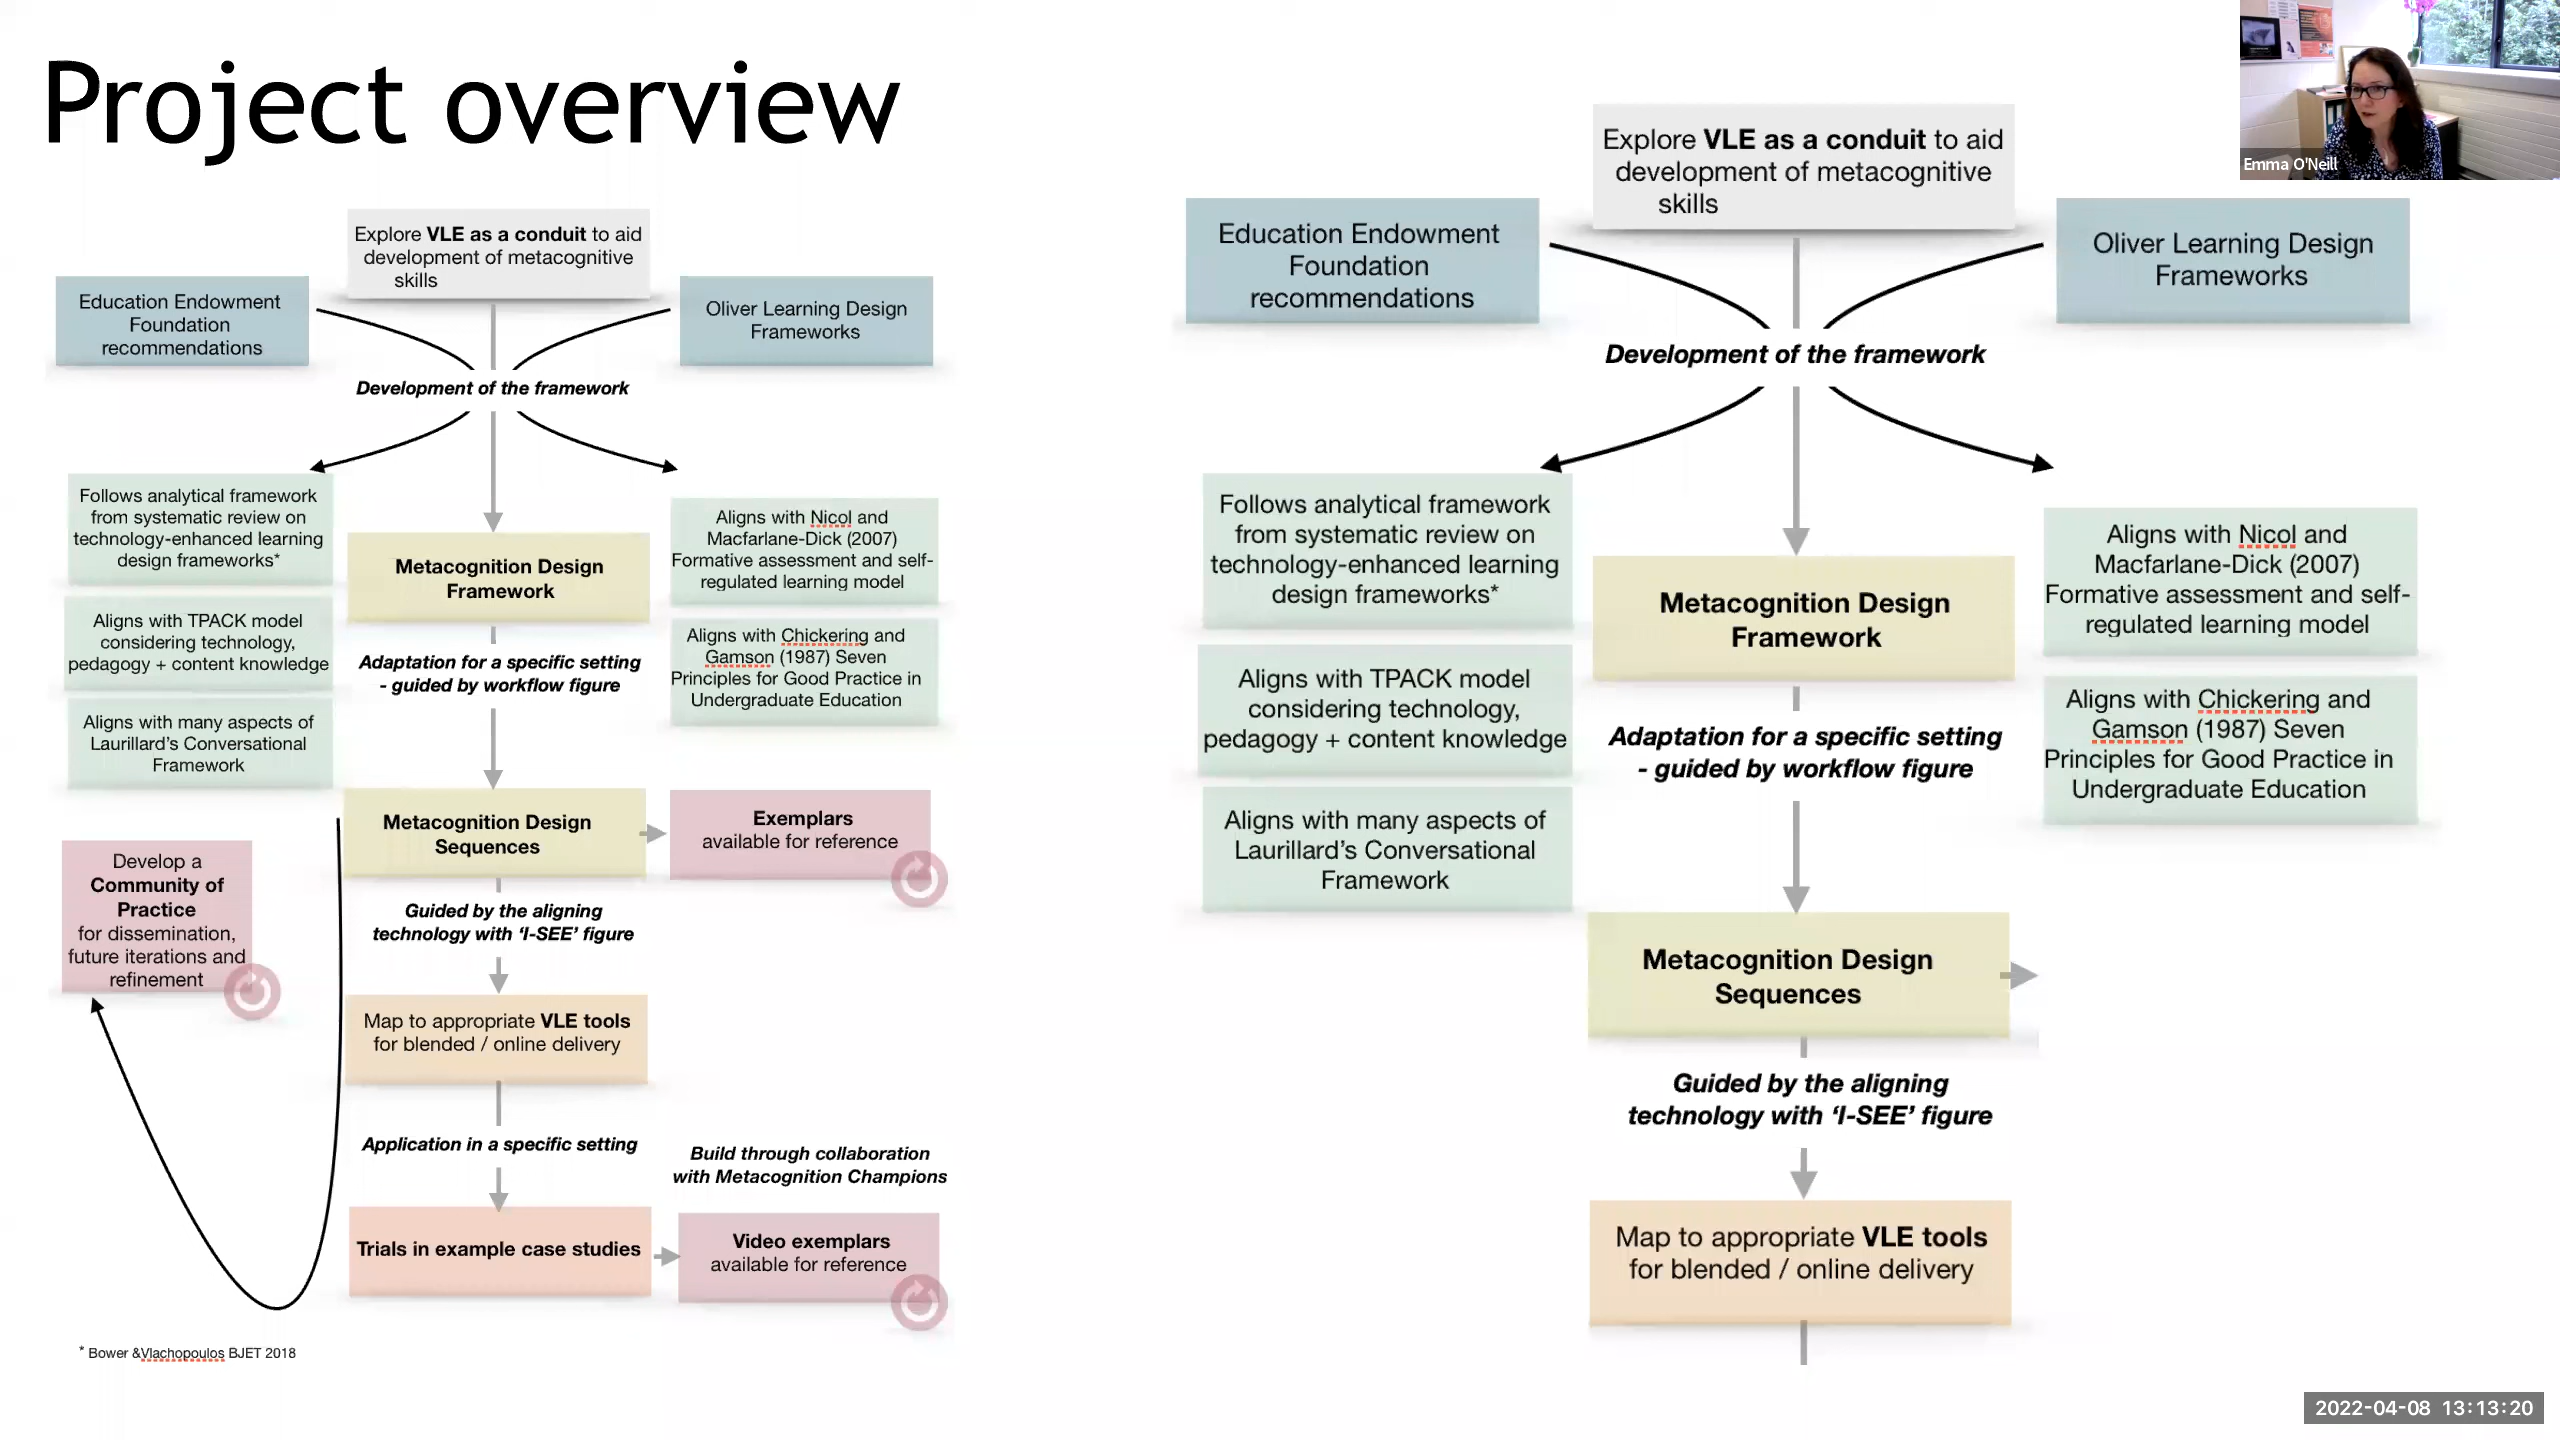 Project overview
Explore VLE as a conduit to aid
development of metacognitive
skills
Education Endowment
Foundation
recommendations
Oliver Learning Design
Frameworks
Development of the framework
Follows analytical framework
from systematic review on
technology-enhanced learning
design frameworks*
Aligns with TPACK model
considering technology,
pedagogy + content knowledge
Aligns with many aspects of
Laurillard's Conversational
Framework
Metacognition Design
Framework
Aligns with Nicol and
Macfarlane-Dick (2007)
Formative assessment and self-
regulated learning model
Aligns with Chickering and
Gamson (1987) Seven
Principles for Good Practice in
Undergraduate Education
Adaptation for a specific setting
- guided by workflow figure
Metacognition Design
Sequences
Exemplars
available for reference
Develop a
Community of
Practice
for dissemination,
future iterations and
refinement
Guided by the aligning
technology with ‘I-SEE’ figure
Map to appropriate VLE tools
for blended / online delivery
Application in a specific setting
Build through collaboration
with Metacognition Champions
Trials in example case studies
Video exemplars
available for reference
* Bower &Vlachopoulos BJET 2018
Explore VLE as a conduit to aid
development of metacognitive
skills
Education Endowment
Foundation
recommendations
Oliver Learning Design
Frameworks
Development of the framework
Follows analytical framework
from systematic review on
technology-enhanced learning
design frameworks*
Aligns with TPACK model
considering technology,
pedagogy + content knowledge
Aligns with many aspects of
Laurillard's Conversational
Framework
Metacognition Design
Framework
Aligns with Nicol and
Macfarlane-Dick (2007)
Formative assessment and self-
regulated learning model
Aligns with Chickering and
Gamson (1987) Seven
Principles for Good Practice in
Undergraduate Education
Adaptation for a specific setting
- guided by workflow figure
Metacognition Design
Sequences
Guided by the aligning
technology with ‘I-SEE’ figure
Map to appropriate VLE tools
for blended / online delivery
Emma O'Neill
2022-04-08 13:13:20